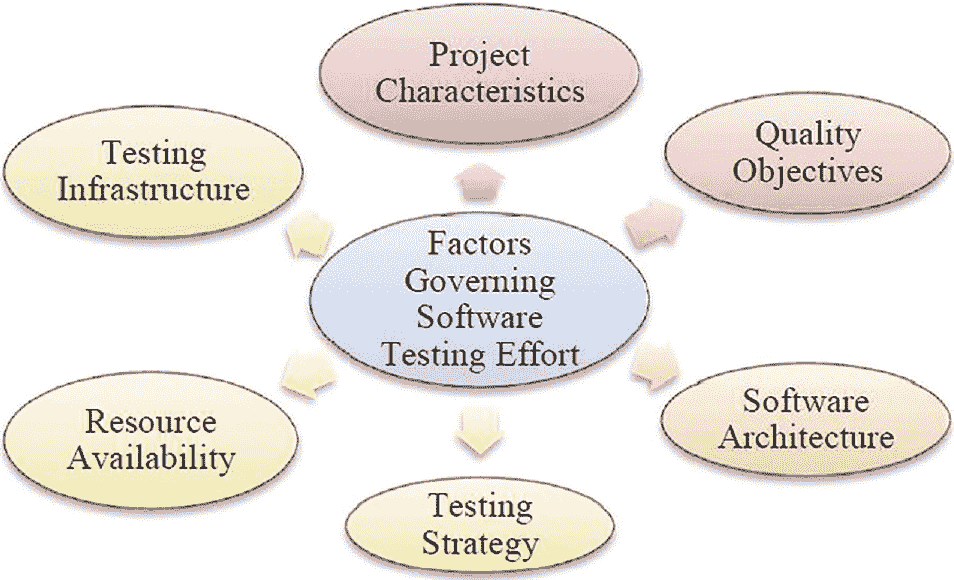 Project
Characteristics
Quality
Objectives
Testing
Infrastructure
Factors
Governing
Software
Testing Effort
Software
Architecture
Resource
Availability
Testing
Strategy